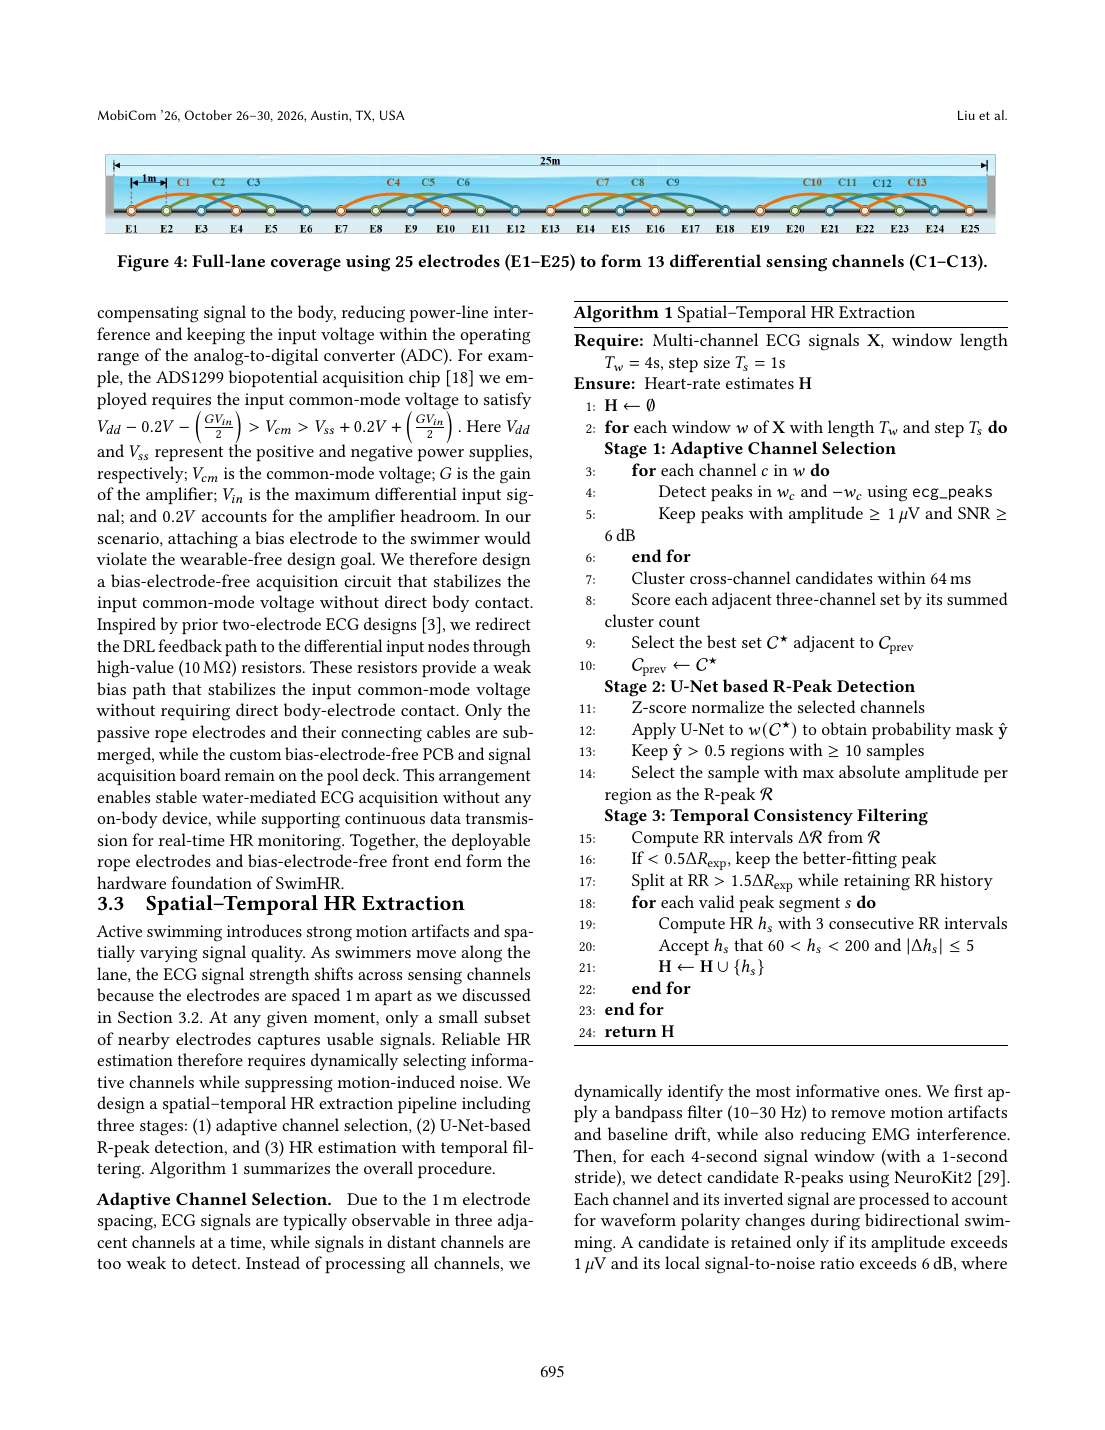 MobiCom ’26, October 26–30, 2026, Austin, TX, USA
Liu et al.
25m
1m C1 C2 C3 C4 C5 C6 C7 C8 C9 C10 C11 C12 C13
E1 E2 E3 E4 E5 E6 E7 E8 E9 E10 E11 E12 E13 E14 E15 E16 E17 E18 E19 E20 E21 E22 E23 E24 E25
Figure 4: Full-lane coverage using 25 electrodes (E1–E25) to form 13 differential sensing channels (C1–C13).
compensating signal to the body, reducing power-line inter-
ference and keeping the input voltage within the operating
range of the analog-to-digital converter (ADC). For exam-
ple, the ADS1299 biopotential acquisition chip [18] we em-
ployed requires the input common-mode voltage to satisfy
V_dd − 0.2V − (GV_in/2) > V_cm > V_ss + 0.2V + (GV_in/2) . Here V_dd
and V_ss represent the positive and negative power supplies,
respectively; V_cm is the common-mode voltage; G is the gain
of the amplifier; V_in is the maximum differential input sig-
nal; and 0.2V accounts for the amplifier headroom. In our
scenario, attaching a bias electrode to the swimmer would
violate the wearable-free design goal. We therefore design
a bias-electrode-free acquisition circuit that stabilizes the
input common-mode voltage without direct body contact.
Inspired by prior two-electrode ECG designs [3], we redirect
the DRL feedback path to the differential input nodes through
high-value (10 MΩ) resistors. These resistors provide a weak
bias path that stabilizes the input common-mode voltage
without requiring direct body-electrode contact. Only the
passive rope electrodes and their connecting cables are sub-
merged, while the custom bias-electrode-free PCB and signal
acquisition board remain on the pool deck. This arrangement
enables stable water-mediated ECG acquisition without any
on-body device, while supporting continuous data transmis-
sion for real-time HR monitoring. Together, the deployable
rope electrodes and bias-electrode-free front end form the
hardware foundation of SwimHR.
3.3 Spatial–Temporal HR Extraction
Active swimming introduces strong motion artifacts and spa-
tially varying signal quality. As swimmers move along the
lane, the ECG signal strength shifts across sensing channels
because the electrodes are spaced 1 m apart as we discussed
in Section 3.2. At any given moment, only a small subset
of nearby electrodes captures usable signals. Reliable HR
estimation therefore requires dynamically selecting informa-
tive channels while suppressing motion-induced noise. We
design a spatial–temporal HR extraction pipeline including
three stages: (1) adaptive channel selection, (2) U-Net-based
R-peak detection, and (3) HR estimation with temporal fil-
tering. Algorithm 1 summarizes the overall procedure.
Adaptive Channel Selection. Due to the 1 m electrode
spacing, ECG signals are typically observable in three adja-
cent channels at a time, while signals in distant channels are
too weak to detect. Instead of processing all channels, we
Algorithm 1 Spatial–Temporal HR Extraction
Require: Multi-channel ECG signals X, window length
T_w = 4s, step size T_s = 1s
Ensure: Heart-rate estimates H
1: H ← ∅
2: for each window w of X with length T_w and step T_s do
Stage 1: Adaptive Channel Selection
3: for each channel c in w do
4: Detect peaks in w_c and −w_c using ecg_peaks
5: Keep peaks with amplitude ≥ 1 μV and SNR ≥
6 dB
6: end for
7: Cluster cross-channel candidates within 64 ms
8: Score each adjacent three-channel set by its summed
cluster count
9: Select the best set C⋆ adjacent to C_prev
10: C_prev ← C⋆
Stage 2: U-Net based R-Peak Detection
11: Z-score normalize the selected channels
12: Apply U-Net to w(C⋆) to obtain probability mask ŷ
13: Keep ŷ > 0.5 regions with ≥ 10 samples
14: Select the sample with max absolute amplitude per
region as the R-peak R
Stage 3: Temporal Consistency Filtering
15: Compute RR intervals ΔR from R
16: If < 0.5ΔR_exp, keep the better-fitting peak
17: Split at RR > 1.5ΔR_exp while retaining RR history
18: for each valid peak segment s do
19: Compute HR h_s with 3 consecutive RR intervals
20: Accept h_s that 60 < h_s < 200 and |Δh_s| ≤ 5
21: H ← H ∪ {h_s}
22: end for
23: end for
24: return H
dynamically identify the most informative ones. We first ap-
ply a bandpass filter (10–30 Hz) to remove motion artifacts
and baseline drift, while also reducing EMG interference.
Then, for each 4-second signal window (with a 1-second
stride), we detect candidate R-peaks using NeuroKit2 [29].
Each channel and its inverted signal are processed to account
for waveform polarity changes during bidirectional swim-
ming. A candidate is retained only if its amplitude exceeds
1 μV and its local signal-to-noise ratio exceeds 6 dB, where
695